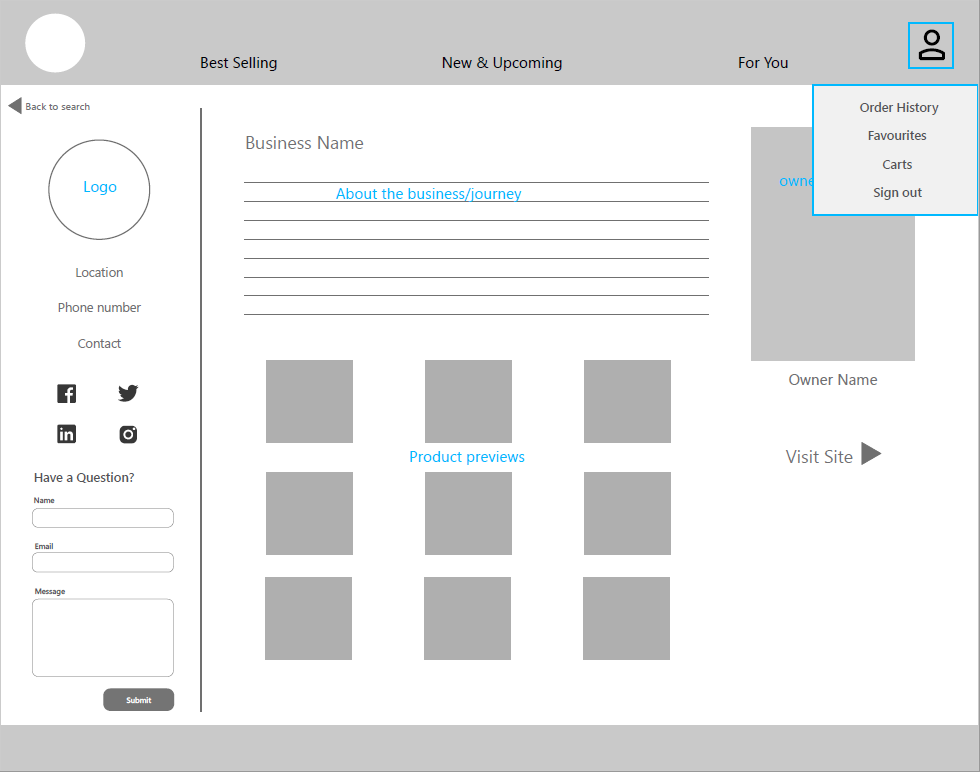 Best Selling
New & Upcoming
For You
Order History
Favourites
Carts
Sign out
Back to search
Logo
Location
Phone number
Contact
Have a Question?
Name
Email
Message
Submit
Business Name
About the business/journey
Product previews
owne
Owner Name
Visit Site